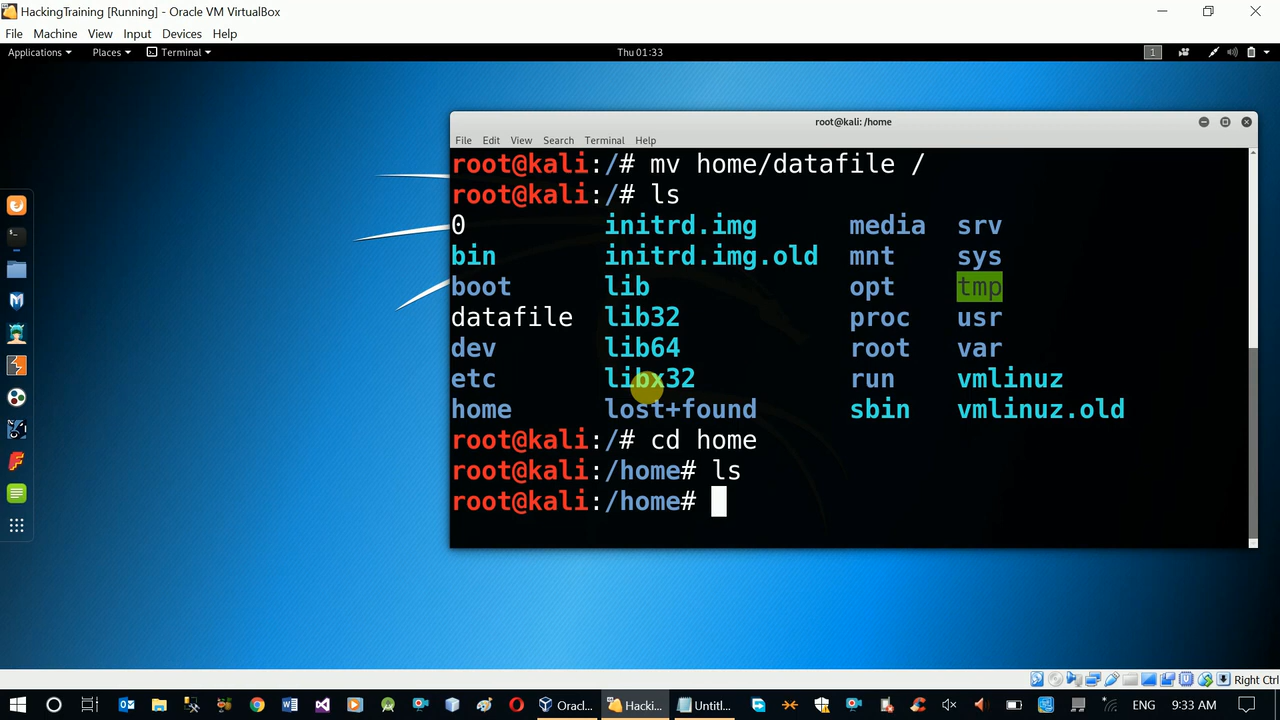 HackingTraining [Running] - Oracle VM VirtualBox
File Machine View Input Devices Help
Applications Places Terminal Thu 01:33 1
root@kali: /home
File Edit View Search Terminal Help
root@kali:/# mv home/datafile /
root@kali:/# ls
0 initrd.img media srv
bin initrd.img.old mnt sys
boot lib opt tmp
datafile lib32 proc usr
dev lib64 root var
etc libx32 run vmlinuz
home lost+found sbin vmlinuz.old
root@kali:/# cd home
root@kali:/home# ls
root@kali:/home#
Right Ctrl
Oracl... Hacki... Untitl... ENG 9:33 AM